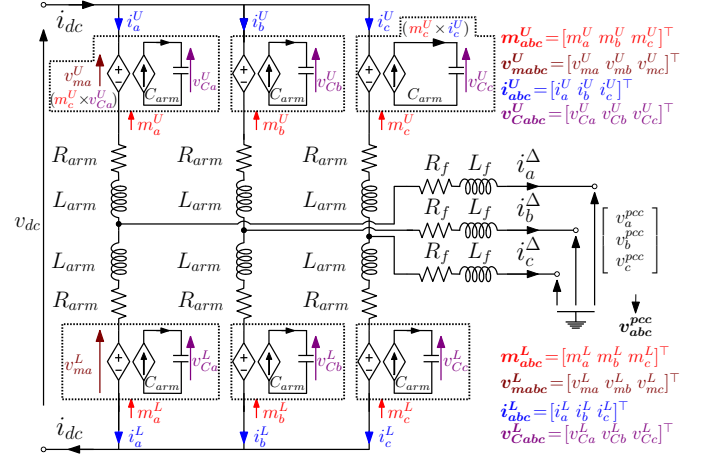 i_dc i_a^U i_b^U i_c^U (m_c^U×i_c^U)
m_abc^U=[m_a^U m_b^U m_c^U]^⊤
v_mabc^U=[v_ma^U v_mb^U v_mc^U]^⊤
i_abc^U=[i_a^U i_b^U i_c^U]^⊤
v_Cabc^U=[v_Ca^U v_Cb^U v_Cc^U]^⊤
v_ma^U + − v_Ca^U + − v_Cb^U + − v_Cc^U
(m_c^U×v_Ca^U) C_arm C_arm C_arm
m_a^U m_b^U m_c^U
R_arm R_arm R_arm
L_arm L_arm L_arm
R_f L_f i_a^Δ
v_dc
R_f L_f i_b^Δ
R_f L_f i_c^Δ
[v_a^pcc
v_b^pcc
v_c^pcc]
v_abc^pcc
L_arm L_arm L_arm
R_arm R_arm R_arm
v_ma^L + − v_Ca^L + − v_Cb^L + − v_Cc^L
C_arm C_arm C_arm
m_a^L m_b^L m_c^L
i_dc i_a^L i_b^L i_c^L
m_abc^L=[m_a^L m_b^L m_c^L]^⊤
v_mabc^L=[v_ma^L v_mb^L v_mc^L]^⊤
i_abc^L=[i_a^L i_b^L i_c^L]^⊤
v_Cabc^L=[v_Ca^L v_Cb^L v_Cc^L]^⊤